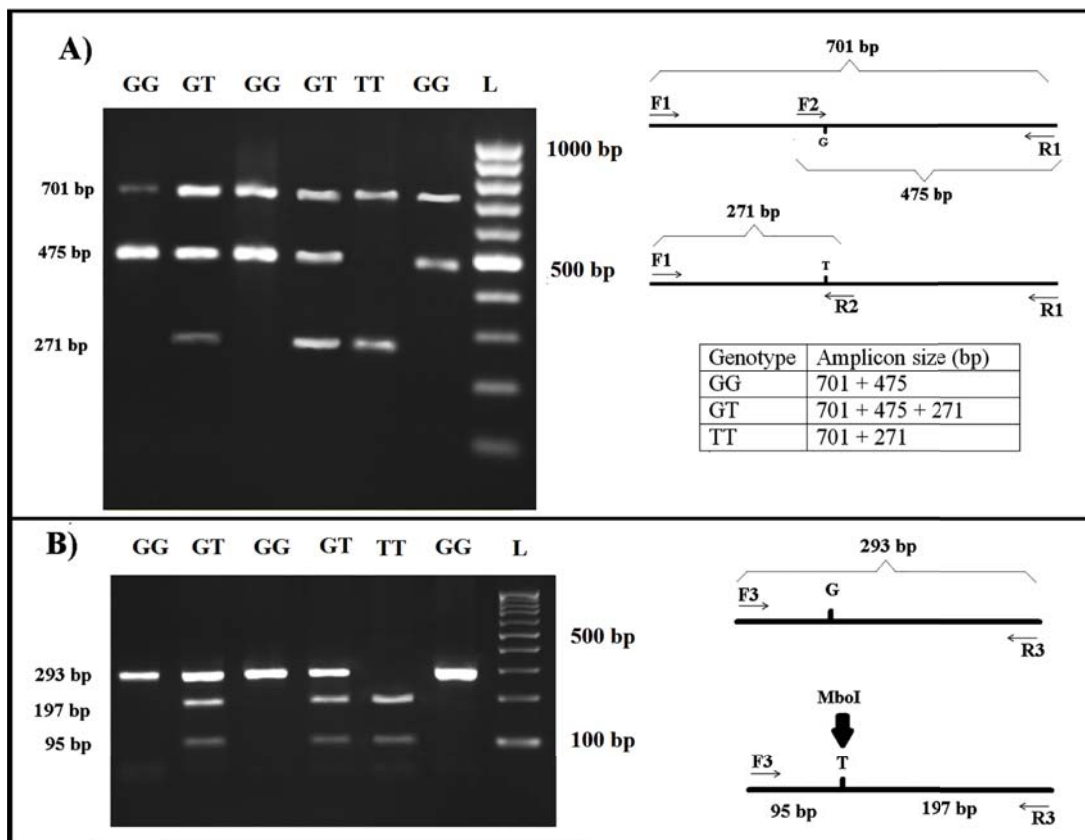 A)
GG GT GG GT TT GG L
701 bp
475 bp
271 bp
1000 bp
500 bp
701 bp
F1 F2
G
R1
475 bp
271 bp
F1 T
R2 R1
Genotype Amplicon size (bp)
GG 701 + 475
GT 701 + 475 + 271
TT 701 + 271
B)
GG GT GG GT TT GG L
293 bp
197 bp
95 bp
500 bp
100 bp
293 bp
F3 G
R3
MboI
F3 T
95 bp 197 bp R3